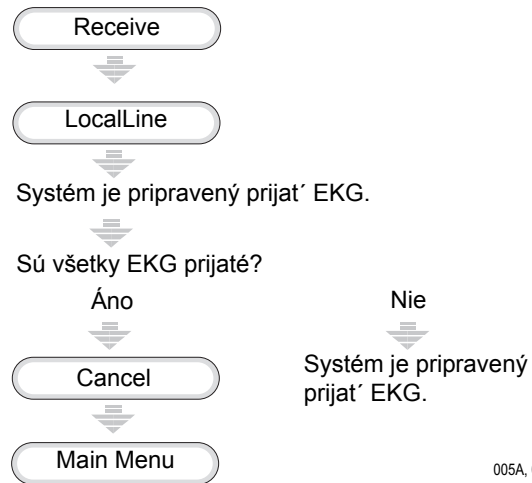 Receive
LocalLine
Systém je pripravený prijat´ EKG.
Sú všetky EKG prijaté?
Áno
Nie
Cancel
Systém je pripravený
prijat´ EKG.
Main Menu
005A,